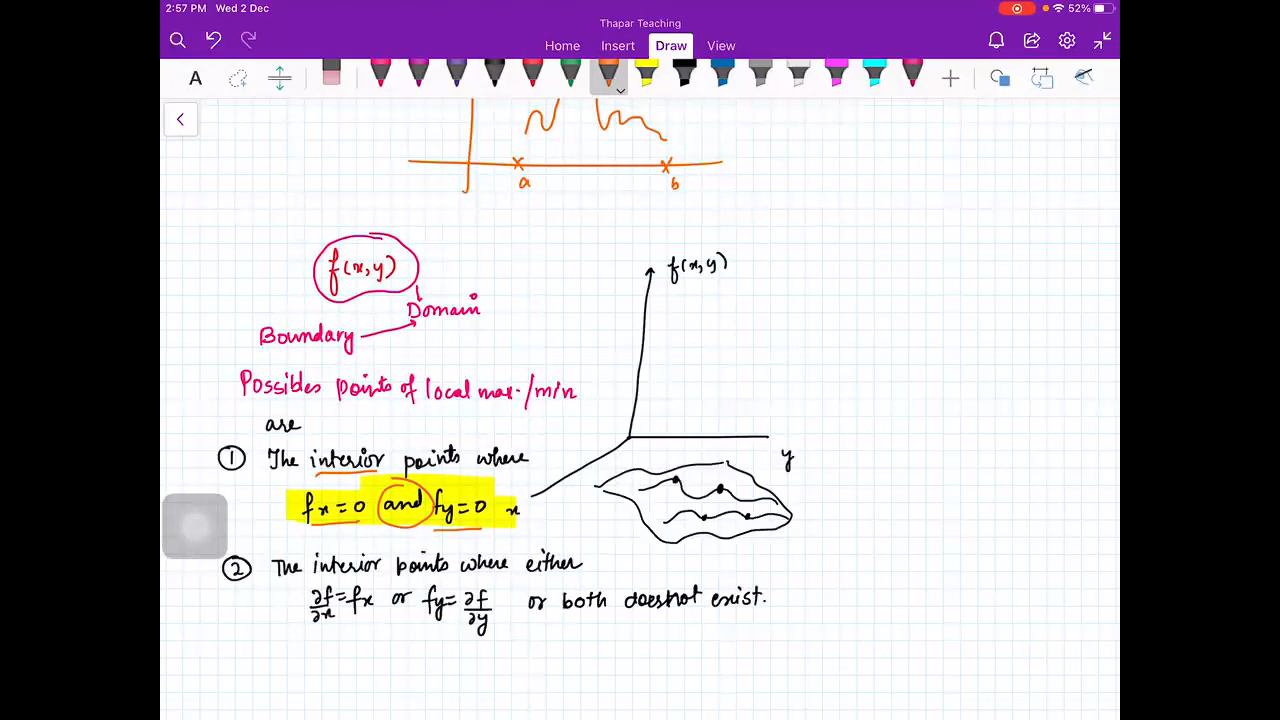 2:57 PM Wed 2 Dec
52%
Thapar Teaching
Home Insert Draw View
A
a
b
f(x,y)
f(x,y)
Domain
Boundary
Possibles points of local max./min
are
① The interior points where
fx=0 and fy=0
x
y
② The interior points where either
∂f/∂x=fx or fy=∂f/∂y or both doesnot exist.